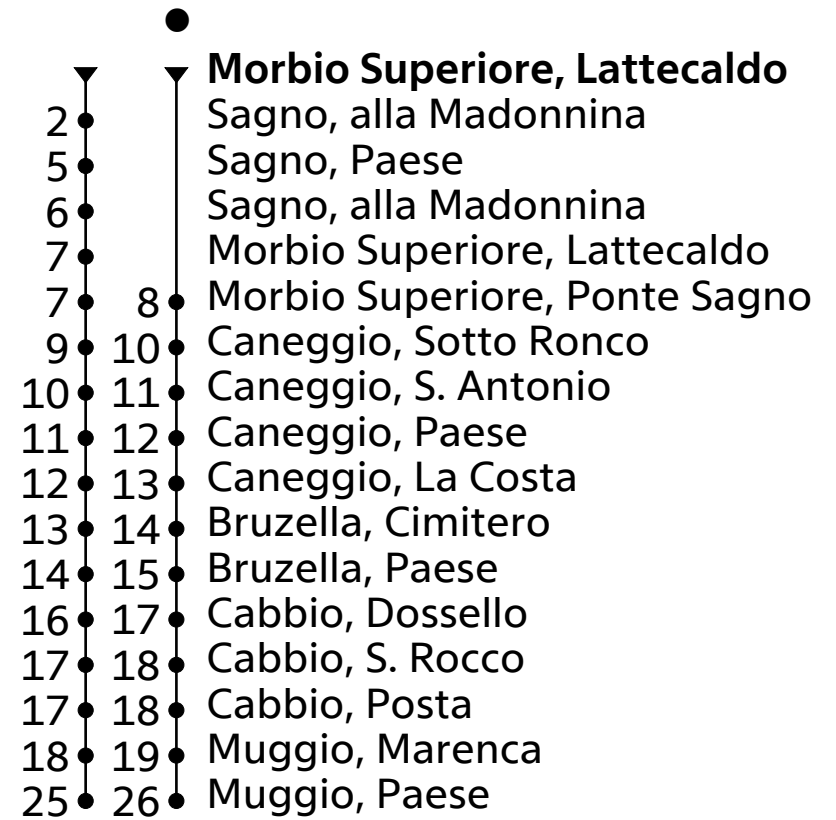 Morbio Superiore, Lattecaldo
2 Sagno, alla Madonnina
5 Sagno, Paese
6 Sagno, alla Madonnina
7 Morbio Superiore, Lattecaldo
7 8 Morbio Superiore, Ponte Sagno
9 10 Caneggio, Sotto Ronco
10 11 Caneggio, S. Antonio
11 12 Caneggio, Paese
12 13 Caneggio, La Costa
13 14 Bruzella, Cimitero
14 15 Bruzella, Paese
16 17 Cabbio, Dossello
17 18 Cabbio, S. Rocco
17 18 Cabbio, Posta
18 19 Muggio, Marenca
25 26 Muggio, Paese